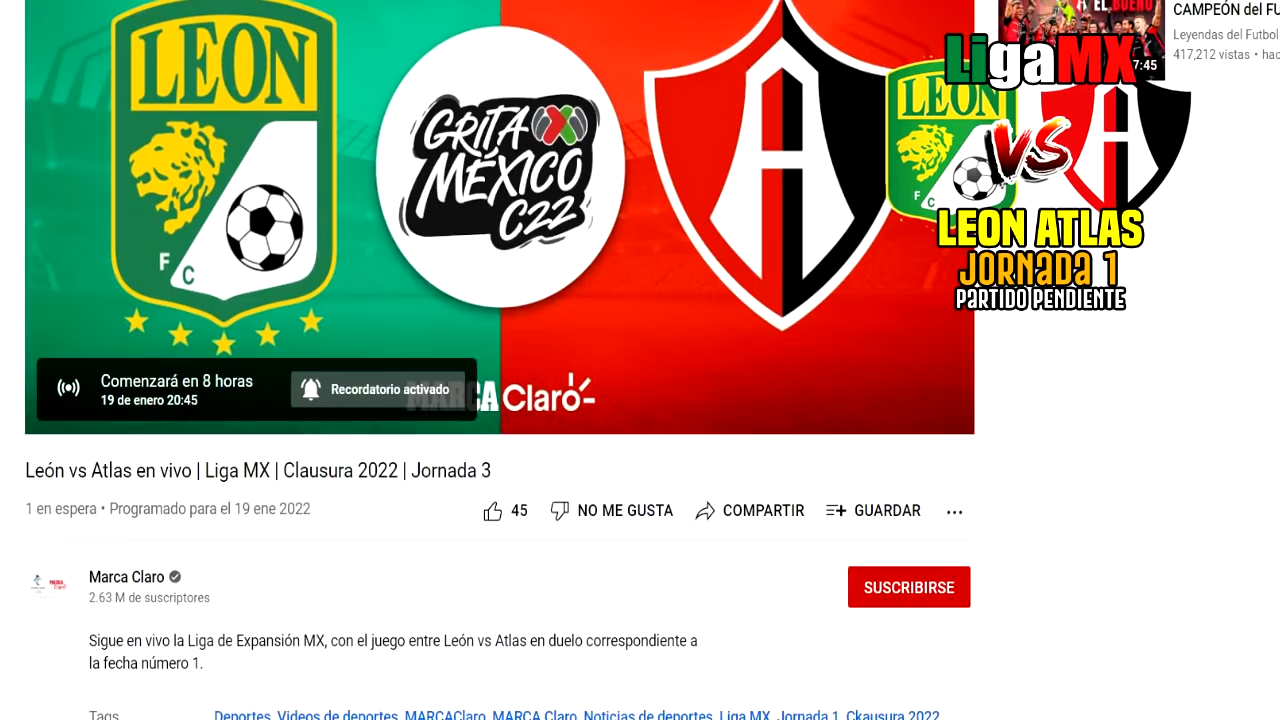 LEON
F
C
GRITA
MÉXICO
C22
A
CAMPEÓN del FU
Leyendas del Futbol
417,212 vistas • hac
EL BUENO
7:45
LigaMX
LEON
VS
F C
LEON ATLAS
JORNADA 1
PARTIDO PENDIENTE
Comenzará en 8 horas
19 de enero 20:45
Recordatorio activado
MARCA Claro
León vs Atlas en vivo | Liga MX | Clausura 2022 | Jornada 3
1 en espera • Programado para el 19 ene 2022
45 NO ME GUSTA COMPARTIR GUARDAR ...
Marca Claro
2.63 M de suscriptores
SUSCRIBIRSE
Sigue en vivo la Liga de Expansión MX, con el juego entre León vs Atlas en duelo correspondiente a
la fecha número 1.
Tags Deportes, Videos de deportes, MARCAClaro, MARCA Claro, Noticias de deportes, Liga MX, Jornada 1, Ckausura 2022,